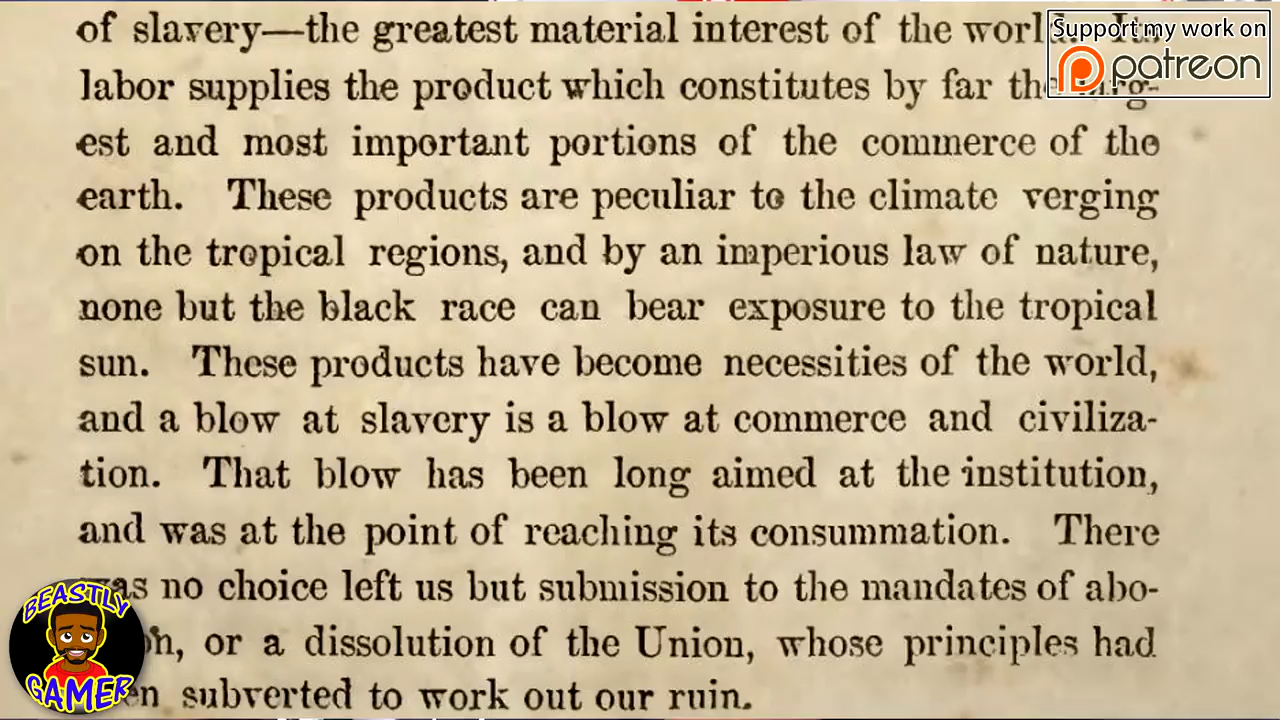 of slavery—the greatest material interest of the world. Its
Support my work on
patreon
labor supplies the product which constitutes by far the larg-
est and most important portions of the commerce of the
earth. These products are peculiar to the climate verging
on the tropical regions, and by an imperious law of nature,
none but the black race can bear exposure to the tropical
sun. These products have become necessities of the world,
and a blow at slavery is a blow at commerce and civiliza-
tion. That blow has been long aimed at the institution,
and was at the point of reaching its consummation. There
was no choice left us but submission to the mandates of abo-
or a dissolution of the Union, whose principles had
subverted to work out our ruin.
BEASTLY
GAMER